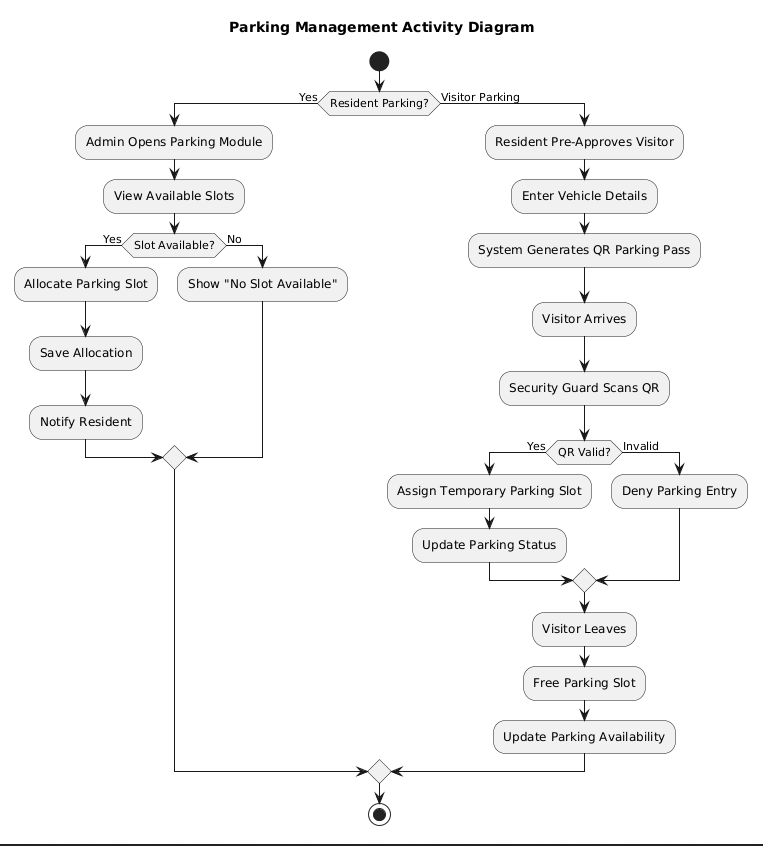 Parking Management Activity Diagram
Resident Parking?
Yes
Visitor Parking
Admin Opens Parking Module
View Available Slots
Slot Available?
Yes
No
Allocate Parking Slot
Show "No Slot Available"
Save Allocation
Notify Resident
Resident Pre-Approves Visitor
Enter Vehicle Details
System Generates QR Parking Pass
Visitor Arrives
Security Guard Scans QR
QR Valid?
Yes
Invalid
Assign Temporary Parking Slot
Deny Parking Entry
Update Parking Status
Visitor Leaves
Free Parking Slot
Update Parking Availability